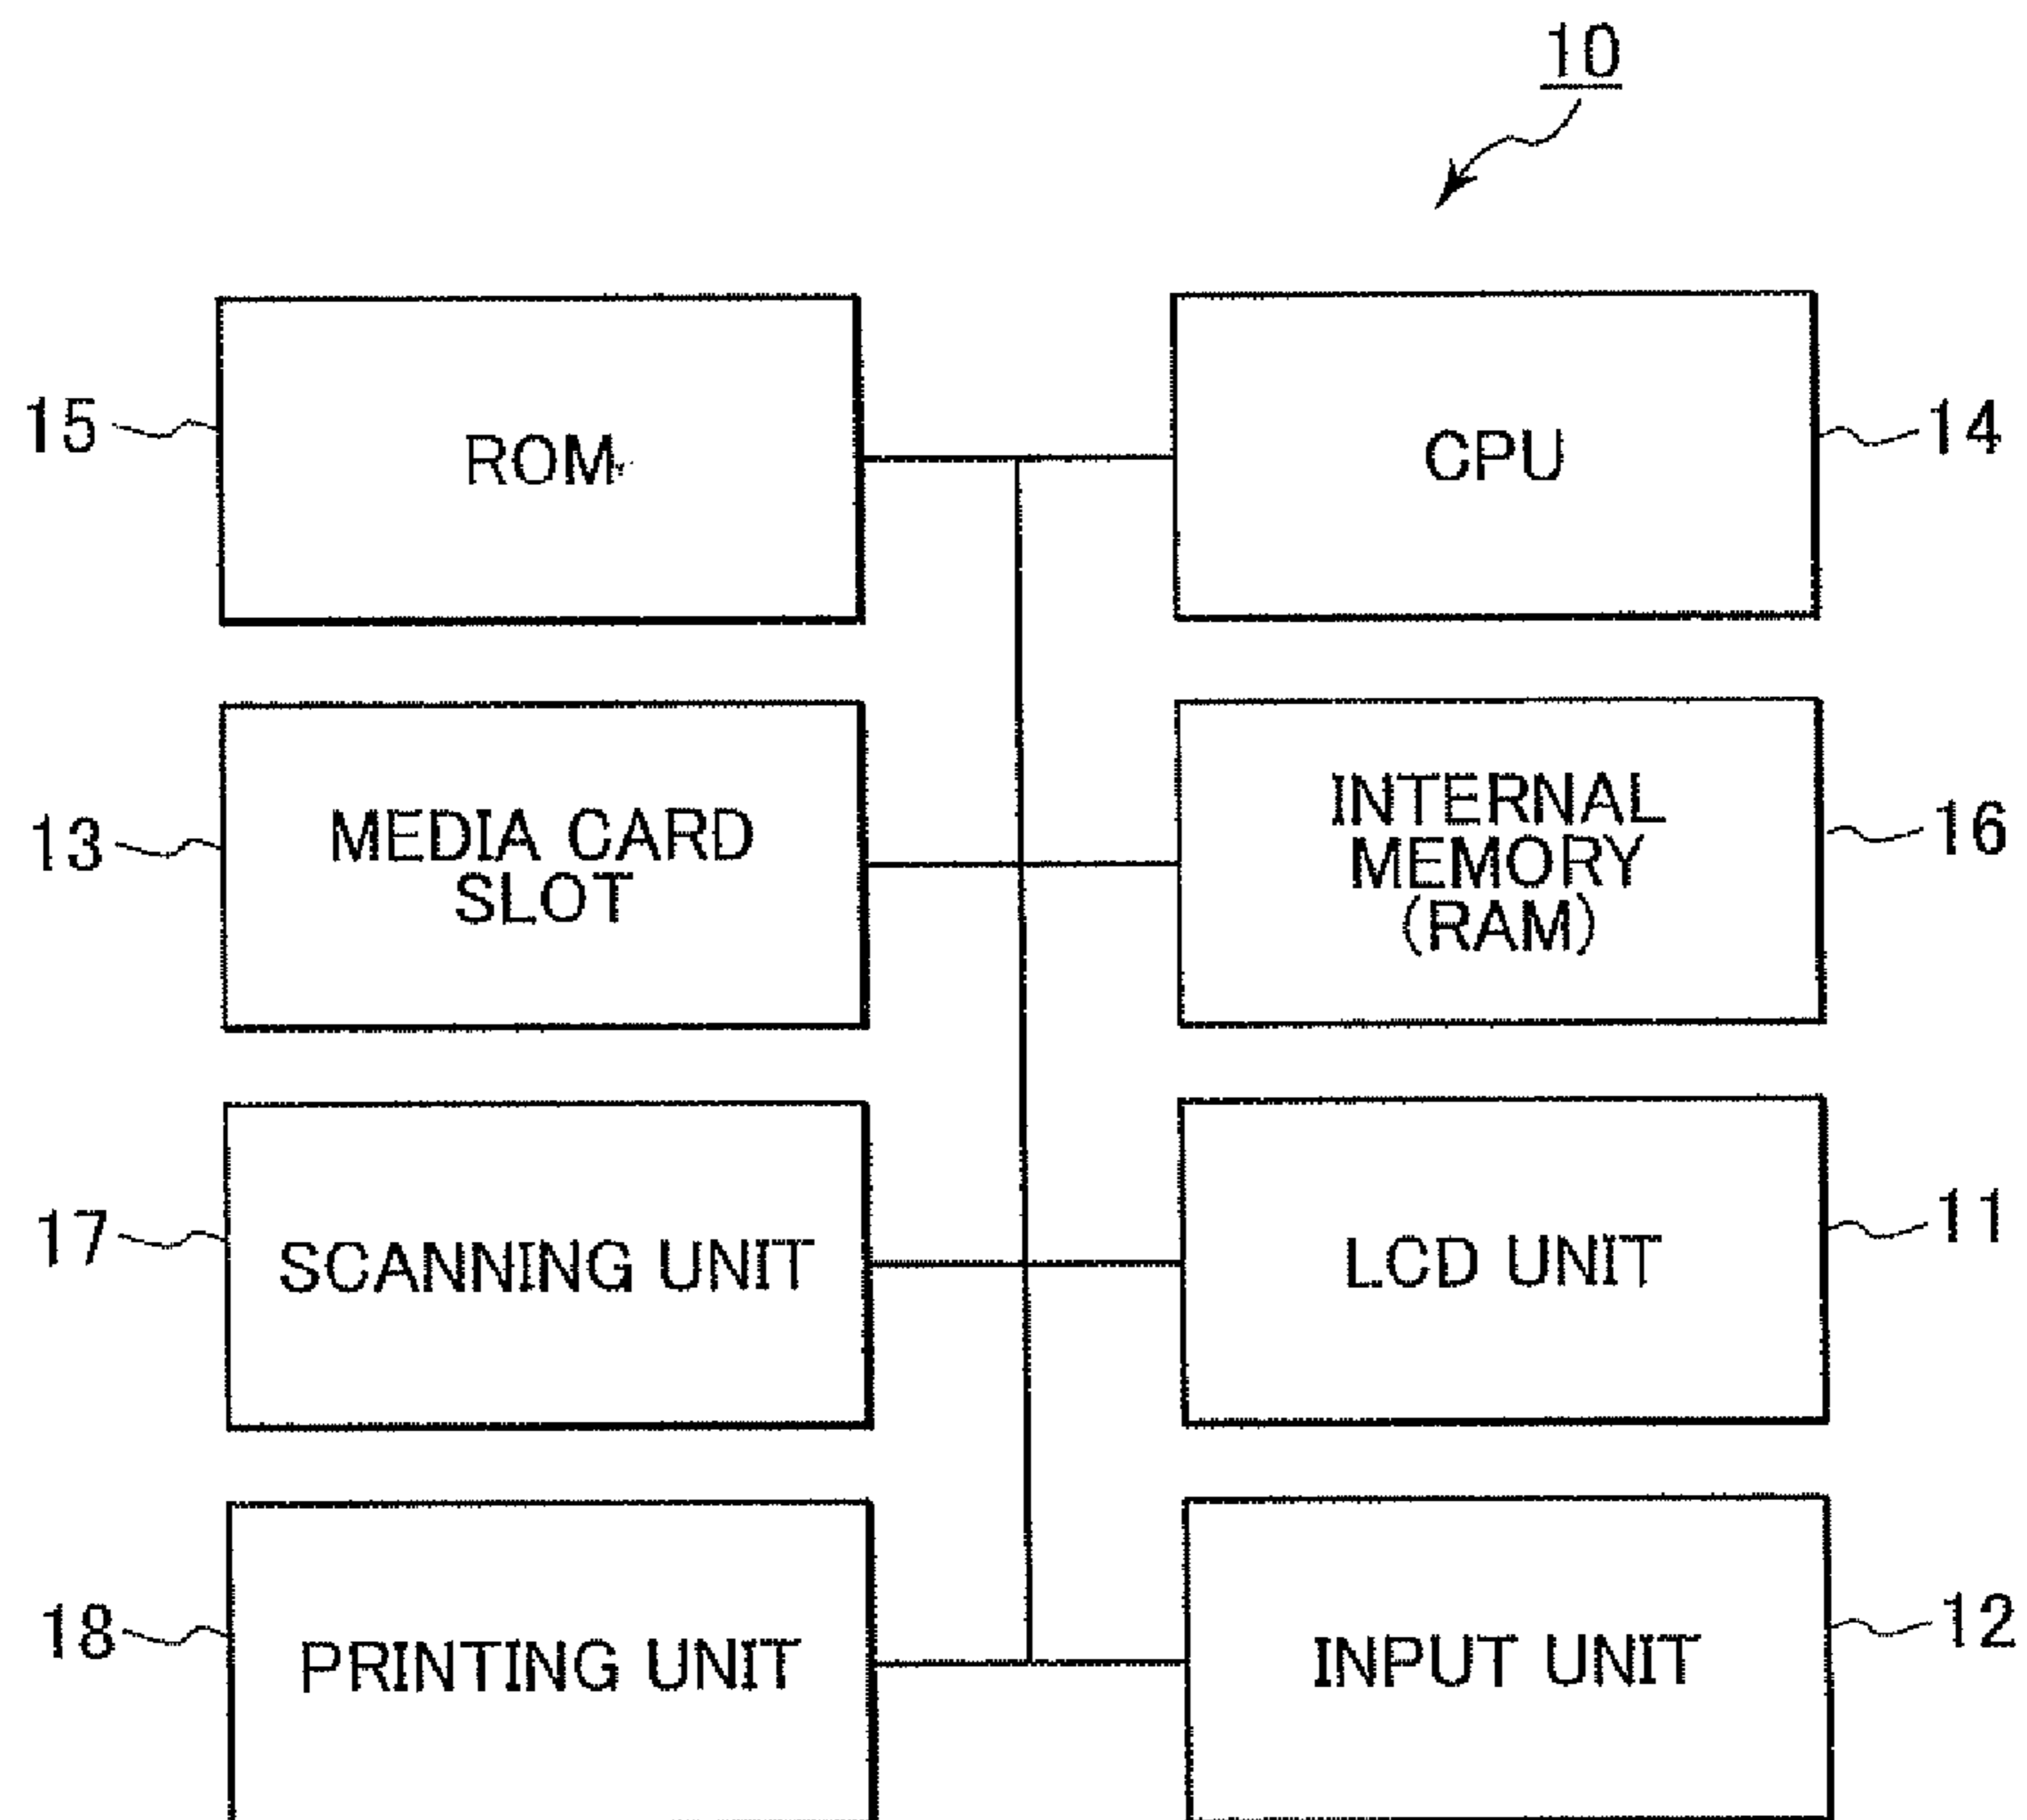 10
15
ROM
CPU
14
13
MEDIA CARD
SLOT
INTERNAL
MEMORY
(RAM)
16
17
SCANNING UNIT
LCD UNIT
11
18
PRINTING UNIT
INPUT UNIT
12